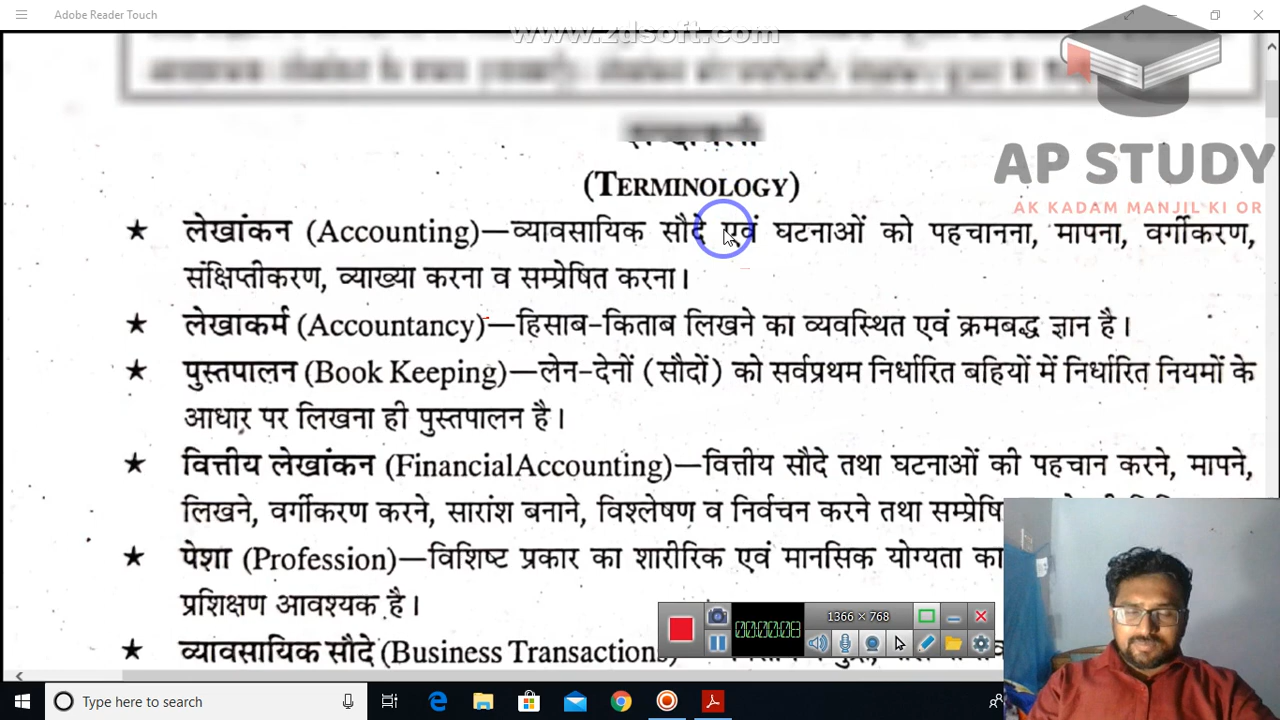 Adobe Reader Touch
www.zdsoft.com
AP STUDY
AK KADAM MANJIL KI OR
(TERMINOLOGY)
★ लेखांकन (Accounting)—व्यावसायिक सौदे एवं घटनाओं को पहचानना, मापना, वर्गीकरण,
संक्षिप्तीकरण, व्याख्या करना व सम्प्रेषित करना।
★ लेखाकर्म (Accountancy)—हिसाब-किताब लिखने का व्यवस्थित एवं क्रमबद्ध ज्ञान है।
★ पुस्तपालन (Book Keeping)—लेन-देनों (सौदों) को सर्वप्रथम निर्धारित बहियों में निर्धारित नियमों के
आधार पर लिखना ही पुस्तपालन है।
★ वित्तीय लेखांकन (FinancialAccounting)—वित्तीय सौदे तथा घटनाओं की पहचान करने, मापने,
लिखने, वर्गीकरण करने, सारांश बनाने, विश्लेषण व निर्वचन करने तथा
★ पेशा (Profession)—विशिष्ट प्रकार का शारीरिक एवं मानसिक योग्यता का
प्रशिक्षण आवश्यक है।
★ व्यावसायिक सौदे (Business Transactions)
1366 x 768
00:00:08
Type here to search